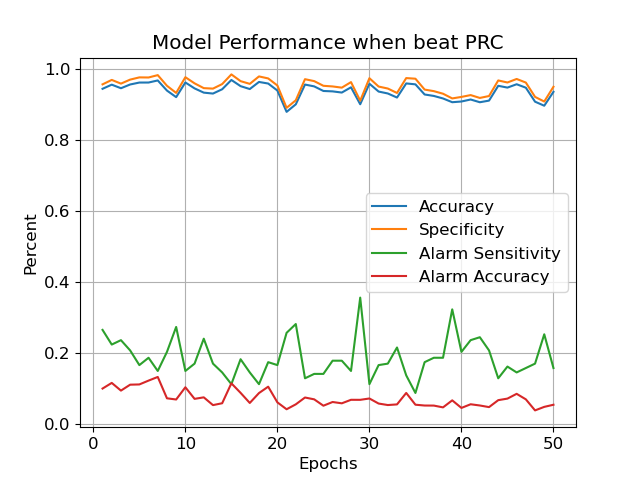 Model Performance when beat PRC
1.0
0.8
0.6
0.4
0.2
0.0
Percent
Accuracy
Specificity
Alarm Sensitivity
Alarm Accuracy
0 10 20 30 40 50
Epochs